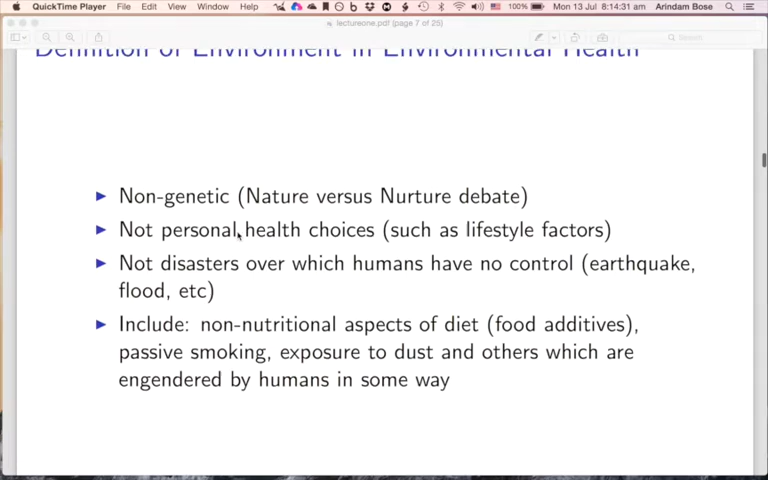 QuickTime Player File Edit View Window Help 100% Mon 13 Jul 8:14:31 am Arindam Bose
lectureone.pdf (page 7 of 25)
Search
Definition of Environment in Environmental Health
Non-genetic (Nature versus Nurture debate)
Not personal health choices (such as lifestyle factors)
Not disasters over which humans have no control (earthquake,
flood, etc)
Include: non-nutritional aspects of diet (food additives),
passive smoking, exposure to dust and others which are
engendered by humans in some way